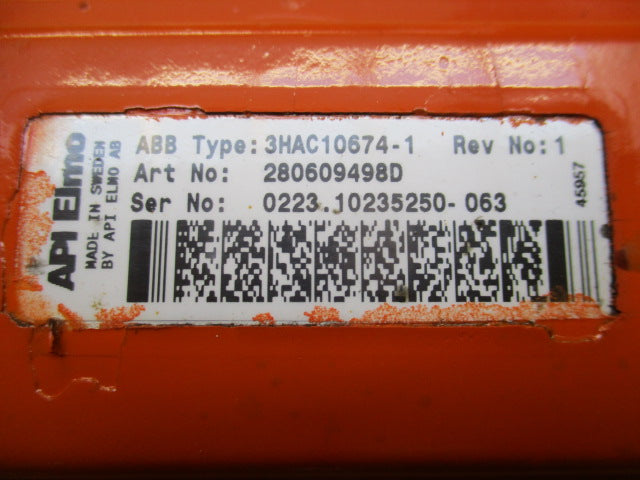 API Elmo
MADE IN SWEDEN
BY API ELMO AB
ABB Type: 3HAC10674-1 Rev No: 1
Art No: 280609498D
Ser No: 0223.10235250-063
45957